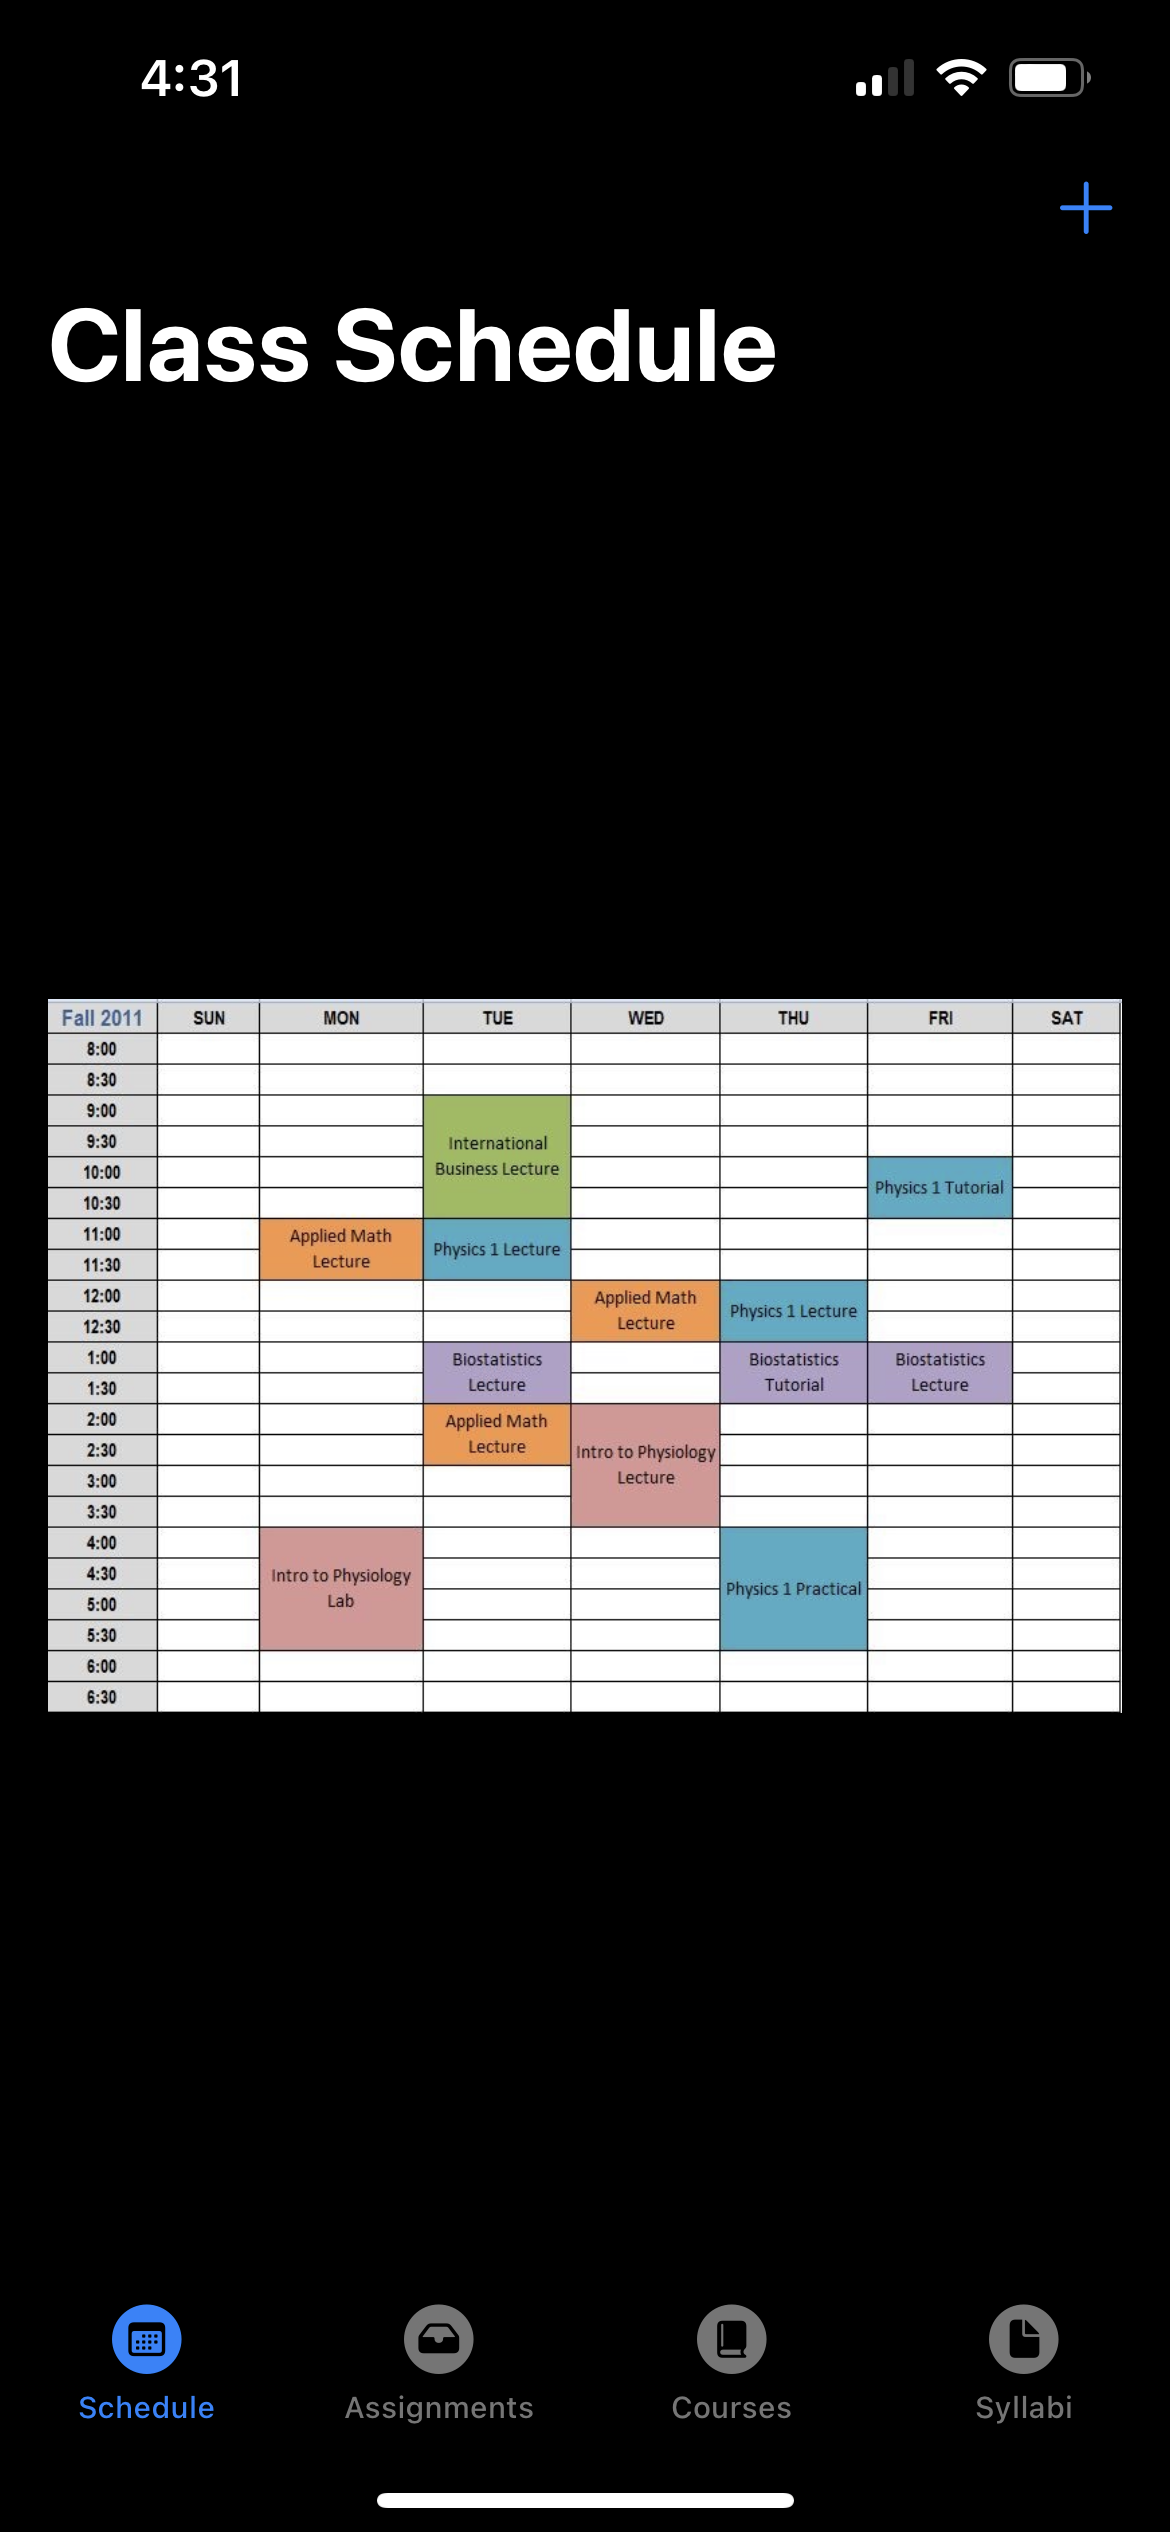 4:31
Class Schedule
Fall 2011 SUN MON TUE WED THU FRI SAT
8:00
8:30
9:00
9:30
International
Business Lecture
10:00
Physics 1 Tutorial
10:30
11:00
Applied Math
Lecture
Physics 1 Lecture
11:30
12:00
Applied Math
Lecture
Physics 1 Lecture
12:30
1:00
Biostatistics
Lecture
Biostatistics
Tutorial
Biostatistics
Lecture
1:30
2:00
Applied Math
Lecture
2:30
Intro to Physiology
Lecture
3:00
3:30
4:00
4:30
Intro to Physiology
Lab
Physics 1 Practical
5:00
5:30
6:00
6:30
Schedule
Assignments
Courses
Syllabi